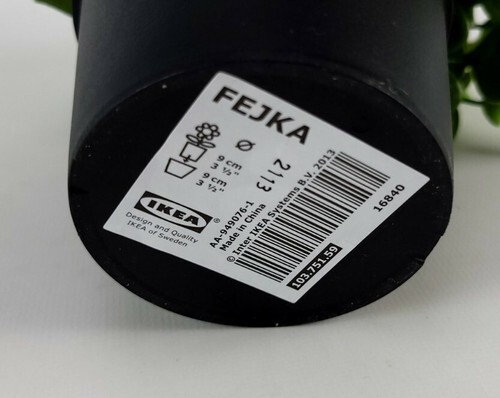 FEJKA
Ø
9 cm
3 ½"
9 cm
3 ½"
2113
IKEA®
Design and Quality
IKEA of Sweden
AA-949076-1
Made in China
© Inter IKEA Systems B.V. 2013
16840
103.751.59